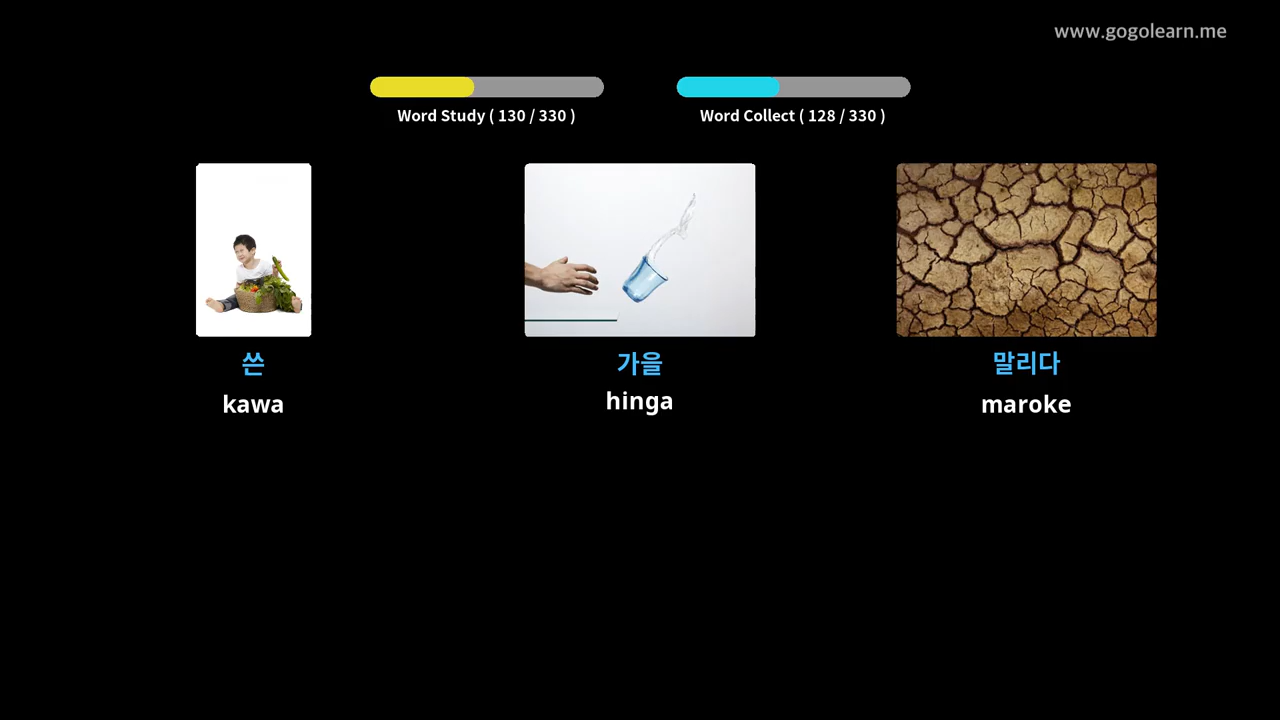 www.gogolearn.me
Word Study ( 130 / 330 )
Word Collect ( 128 / 330 )
쓴
kawa
가을
hinga
말리다
maroke